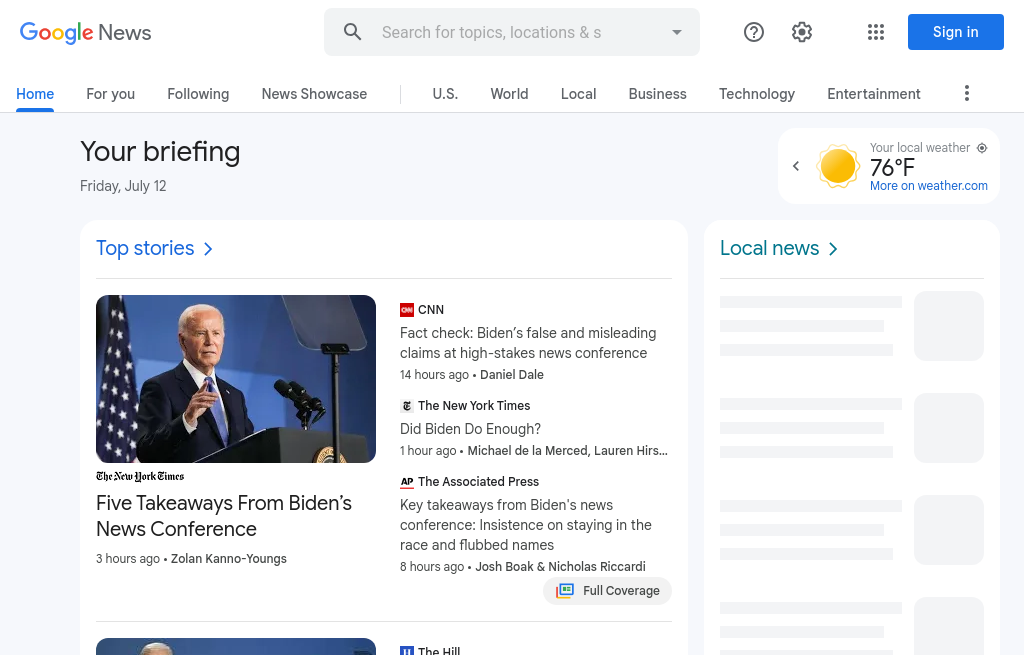 Google News
Search for topics, locations & s
Sign in
Home
For you
Following
News Showcase
U.S.
World
Local
Business
Technology
Entertainment
Your briefing
Friday, July 12
Your local weather
76°F
More on weather.com
Top stories
Local news
The New York Times
Five Takeaways From Biden’s
News Conference
3 hours ago • Zolan Kanno-Youngs
CNN
Fact check: Biden’s false and misleading
claims at high-stakes news conference
14 hours ago • Daniel Dale
The New York Times
Did Biden Do Enough?
1 hour ago • Michael de la Merced, Lauren Hirs...
AP The Associated Press
Key takeaways from Biden's news
conference: Insistence on staying in the
race and flubbed names
8 hours ago • Josh Boak & Nicholas Riccardi
Full Coverage
The Hill